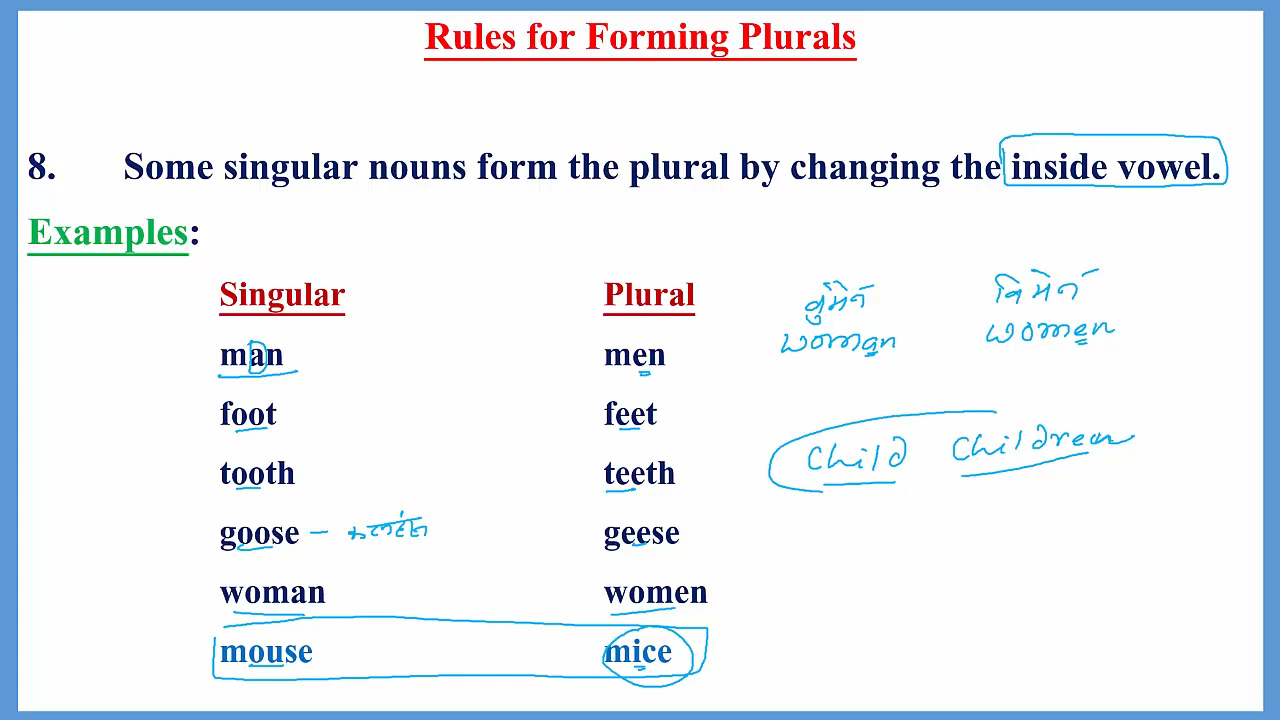 Rules for Forming Plurals
8. Some singular nouns form the plural by changing the inside vowel.
Examples:
Singular Plural
man men
foot feet
tooth teeth
goose – geese
woman women
mouse mice
woman women
Child Children